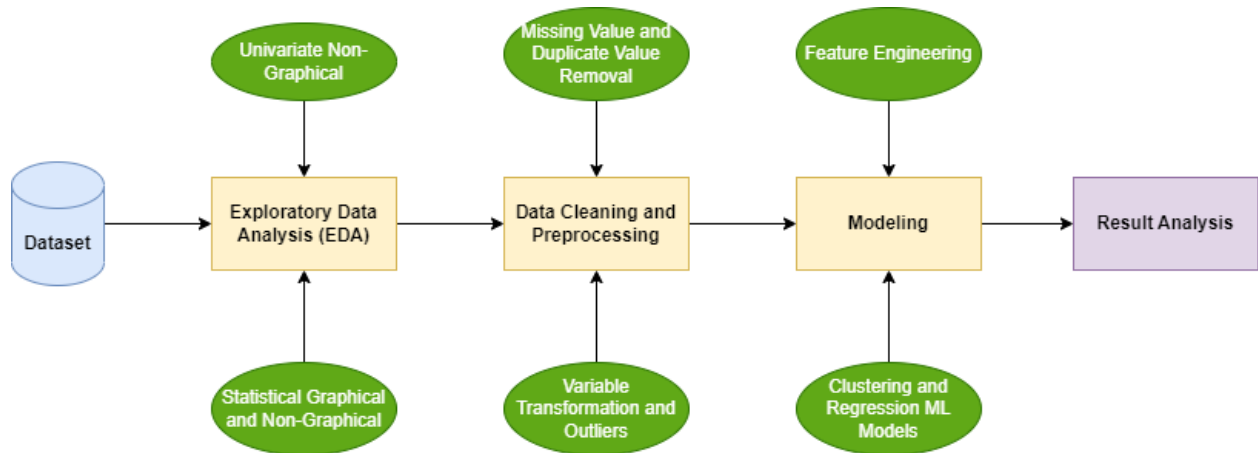 Univariate Non-
Graphical
Missing Value and
Duplicate Value
Removal
Feature Engineering
Dataset
Exploratory Data
Analysis (EDA)
Data Cleaning and
Preprocessing
Modeling
Result Analysis
Statistical Graphical
and Non-Graphical
Variable
Transformation and
Outliers
Clustering and
Regression ML
Models